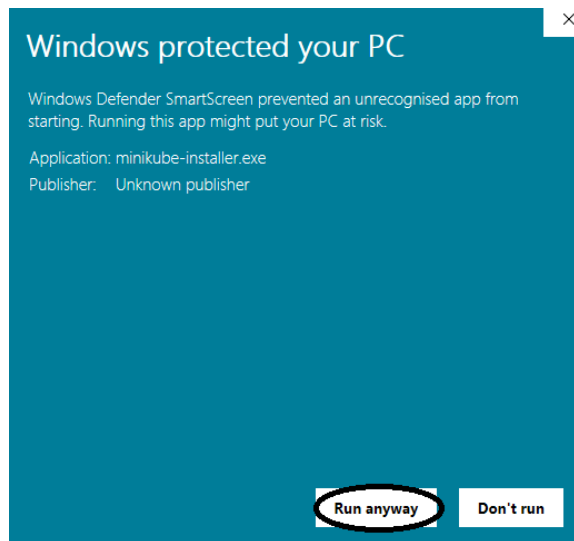 Windows protected your PC
Windows Defender SmartScreen prevented an unrecognised app from
starting. Running this app might put your PC at risk.
Application: minikube-installer.exe
Publisher: Unknown publisher
Run anyway Don't run